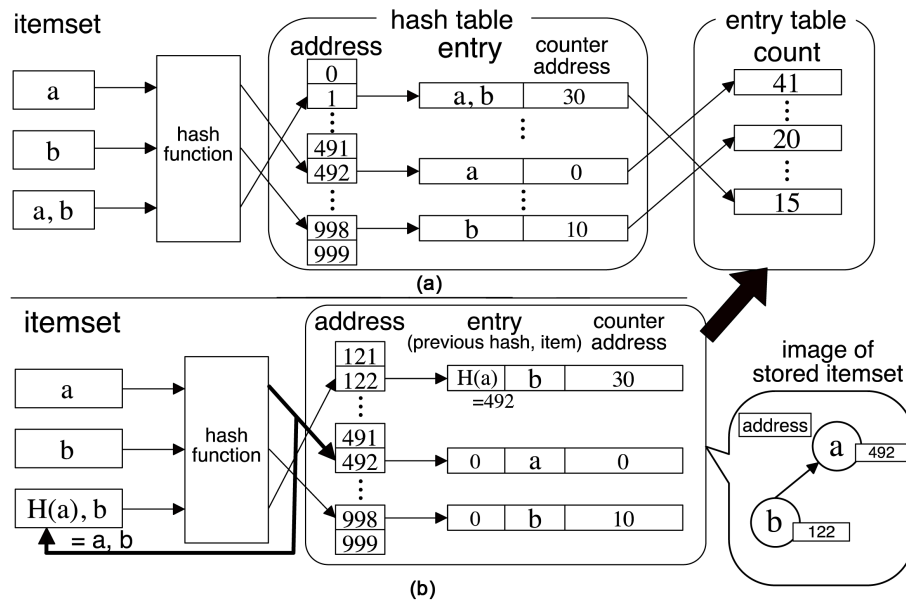 itemset
a
b
a, b
hash
function
hash table
address
entry
counter
address
0
1
a, b
30
491
492
a
0
998
b
10
999
entry table
count
41
20
15
(a)
itemset
a
b
H(a), b
= a, b
hash
function
address
entry
(previous hash, item)
counter
address
121
122
H(a)
b
30
=492
491
492
0
a
0
998
0
b
10
999
image of
stored itemset
address
a
492
b
122
(b)